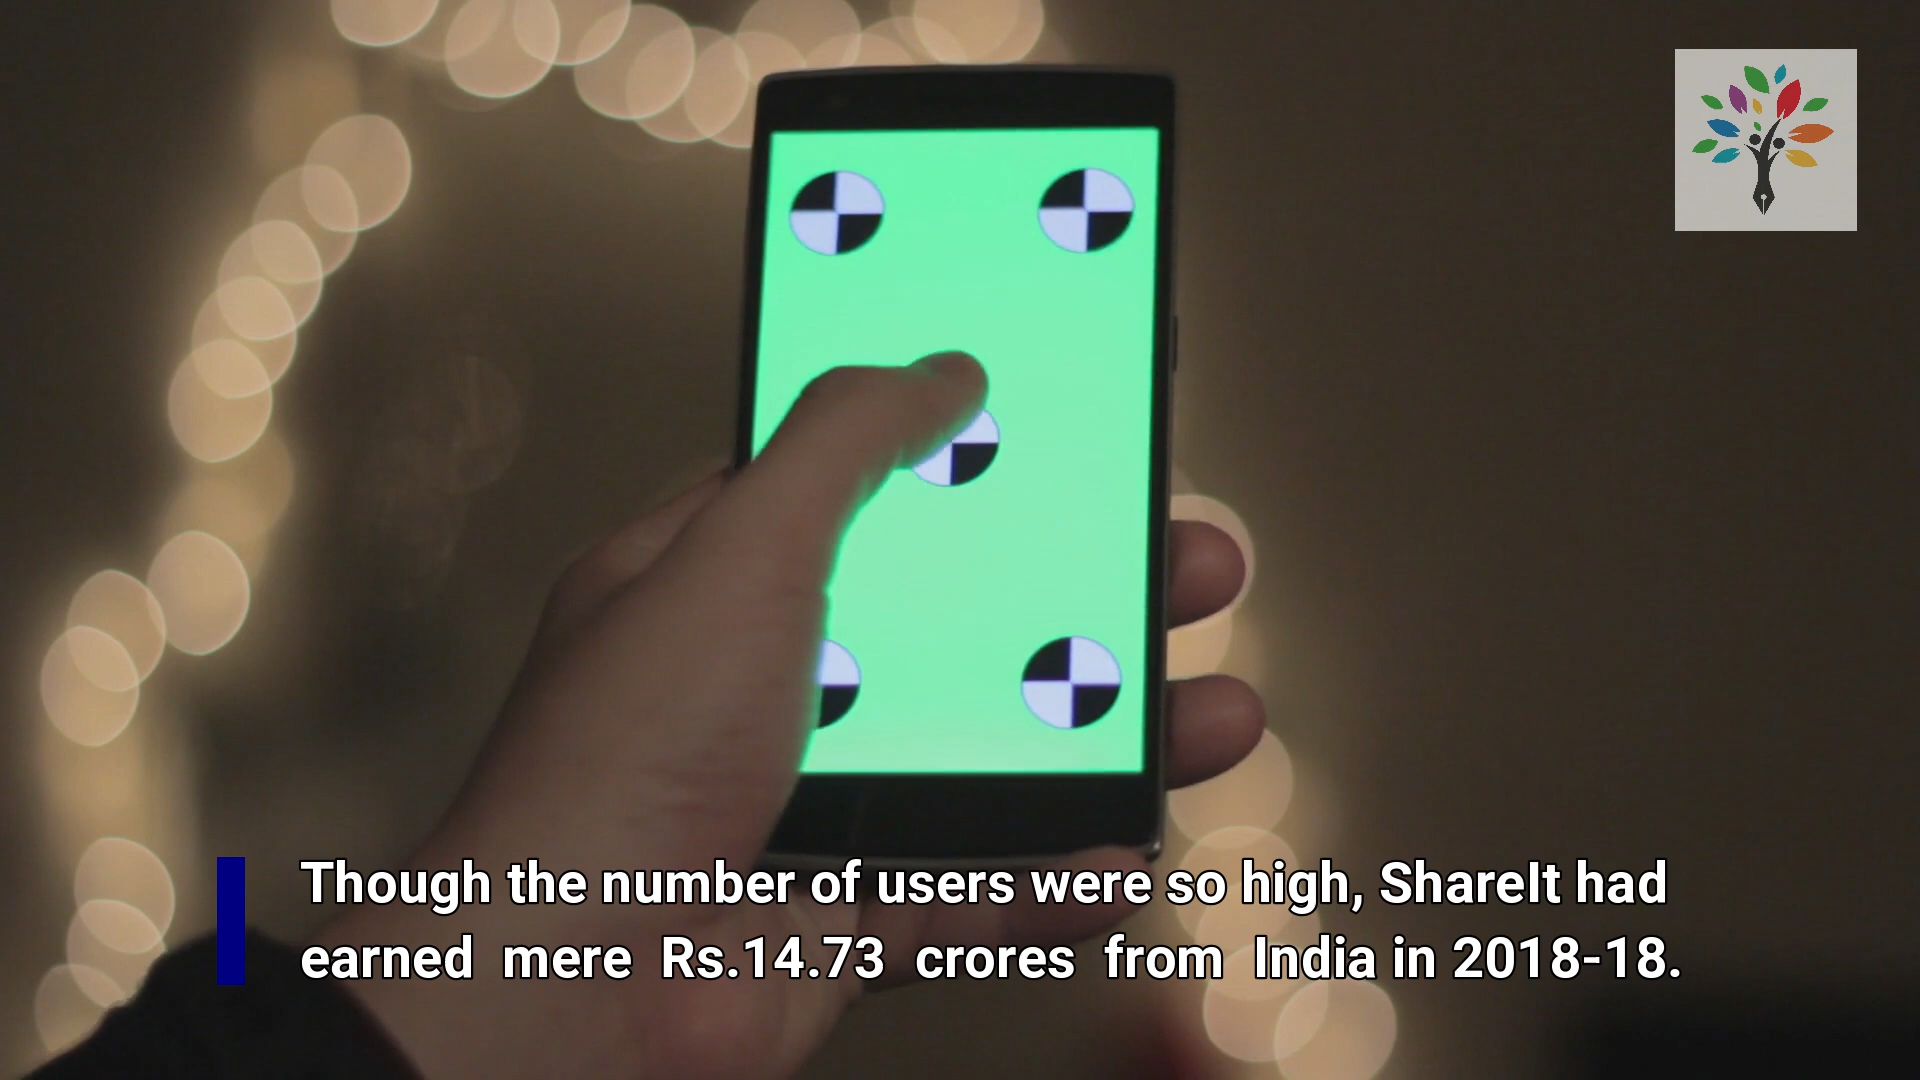 Though the number of users were so high, ShareIt had
earned mere Rs.14.73 crores from India in 2018-18.